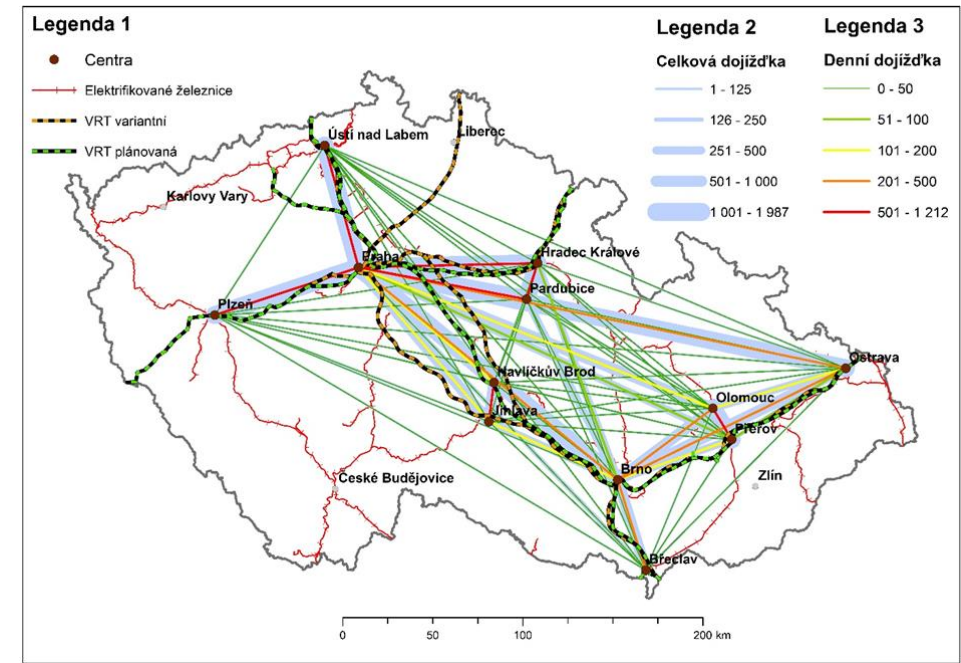 Legenda 1
Centra
Elektrifikované železnice
VRT variantní
VRT plánovaná
Legenda 2
Celková dojížďka
1 - 125
126 - 250
251 - 500
501 - 1 000
1 001 - 1 987
Legenda 3
Denní dojížďka
0 - 50
51 - 100
101 - 200
201 - 500
501 - 1 212
Ústí nad Labem
Liberec
Karlovy Vary
Praha
Hradec Králové
Pardubice
Plzeň
Ostrava
Havlíčkův Brod
Olomouc
Jihlava
Přerov
Brno
Zlín
České Budějovice
Břeclav
0 50 100 200 km